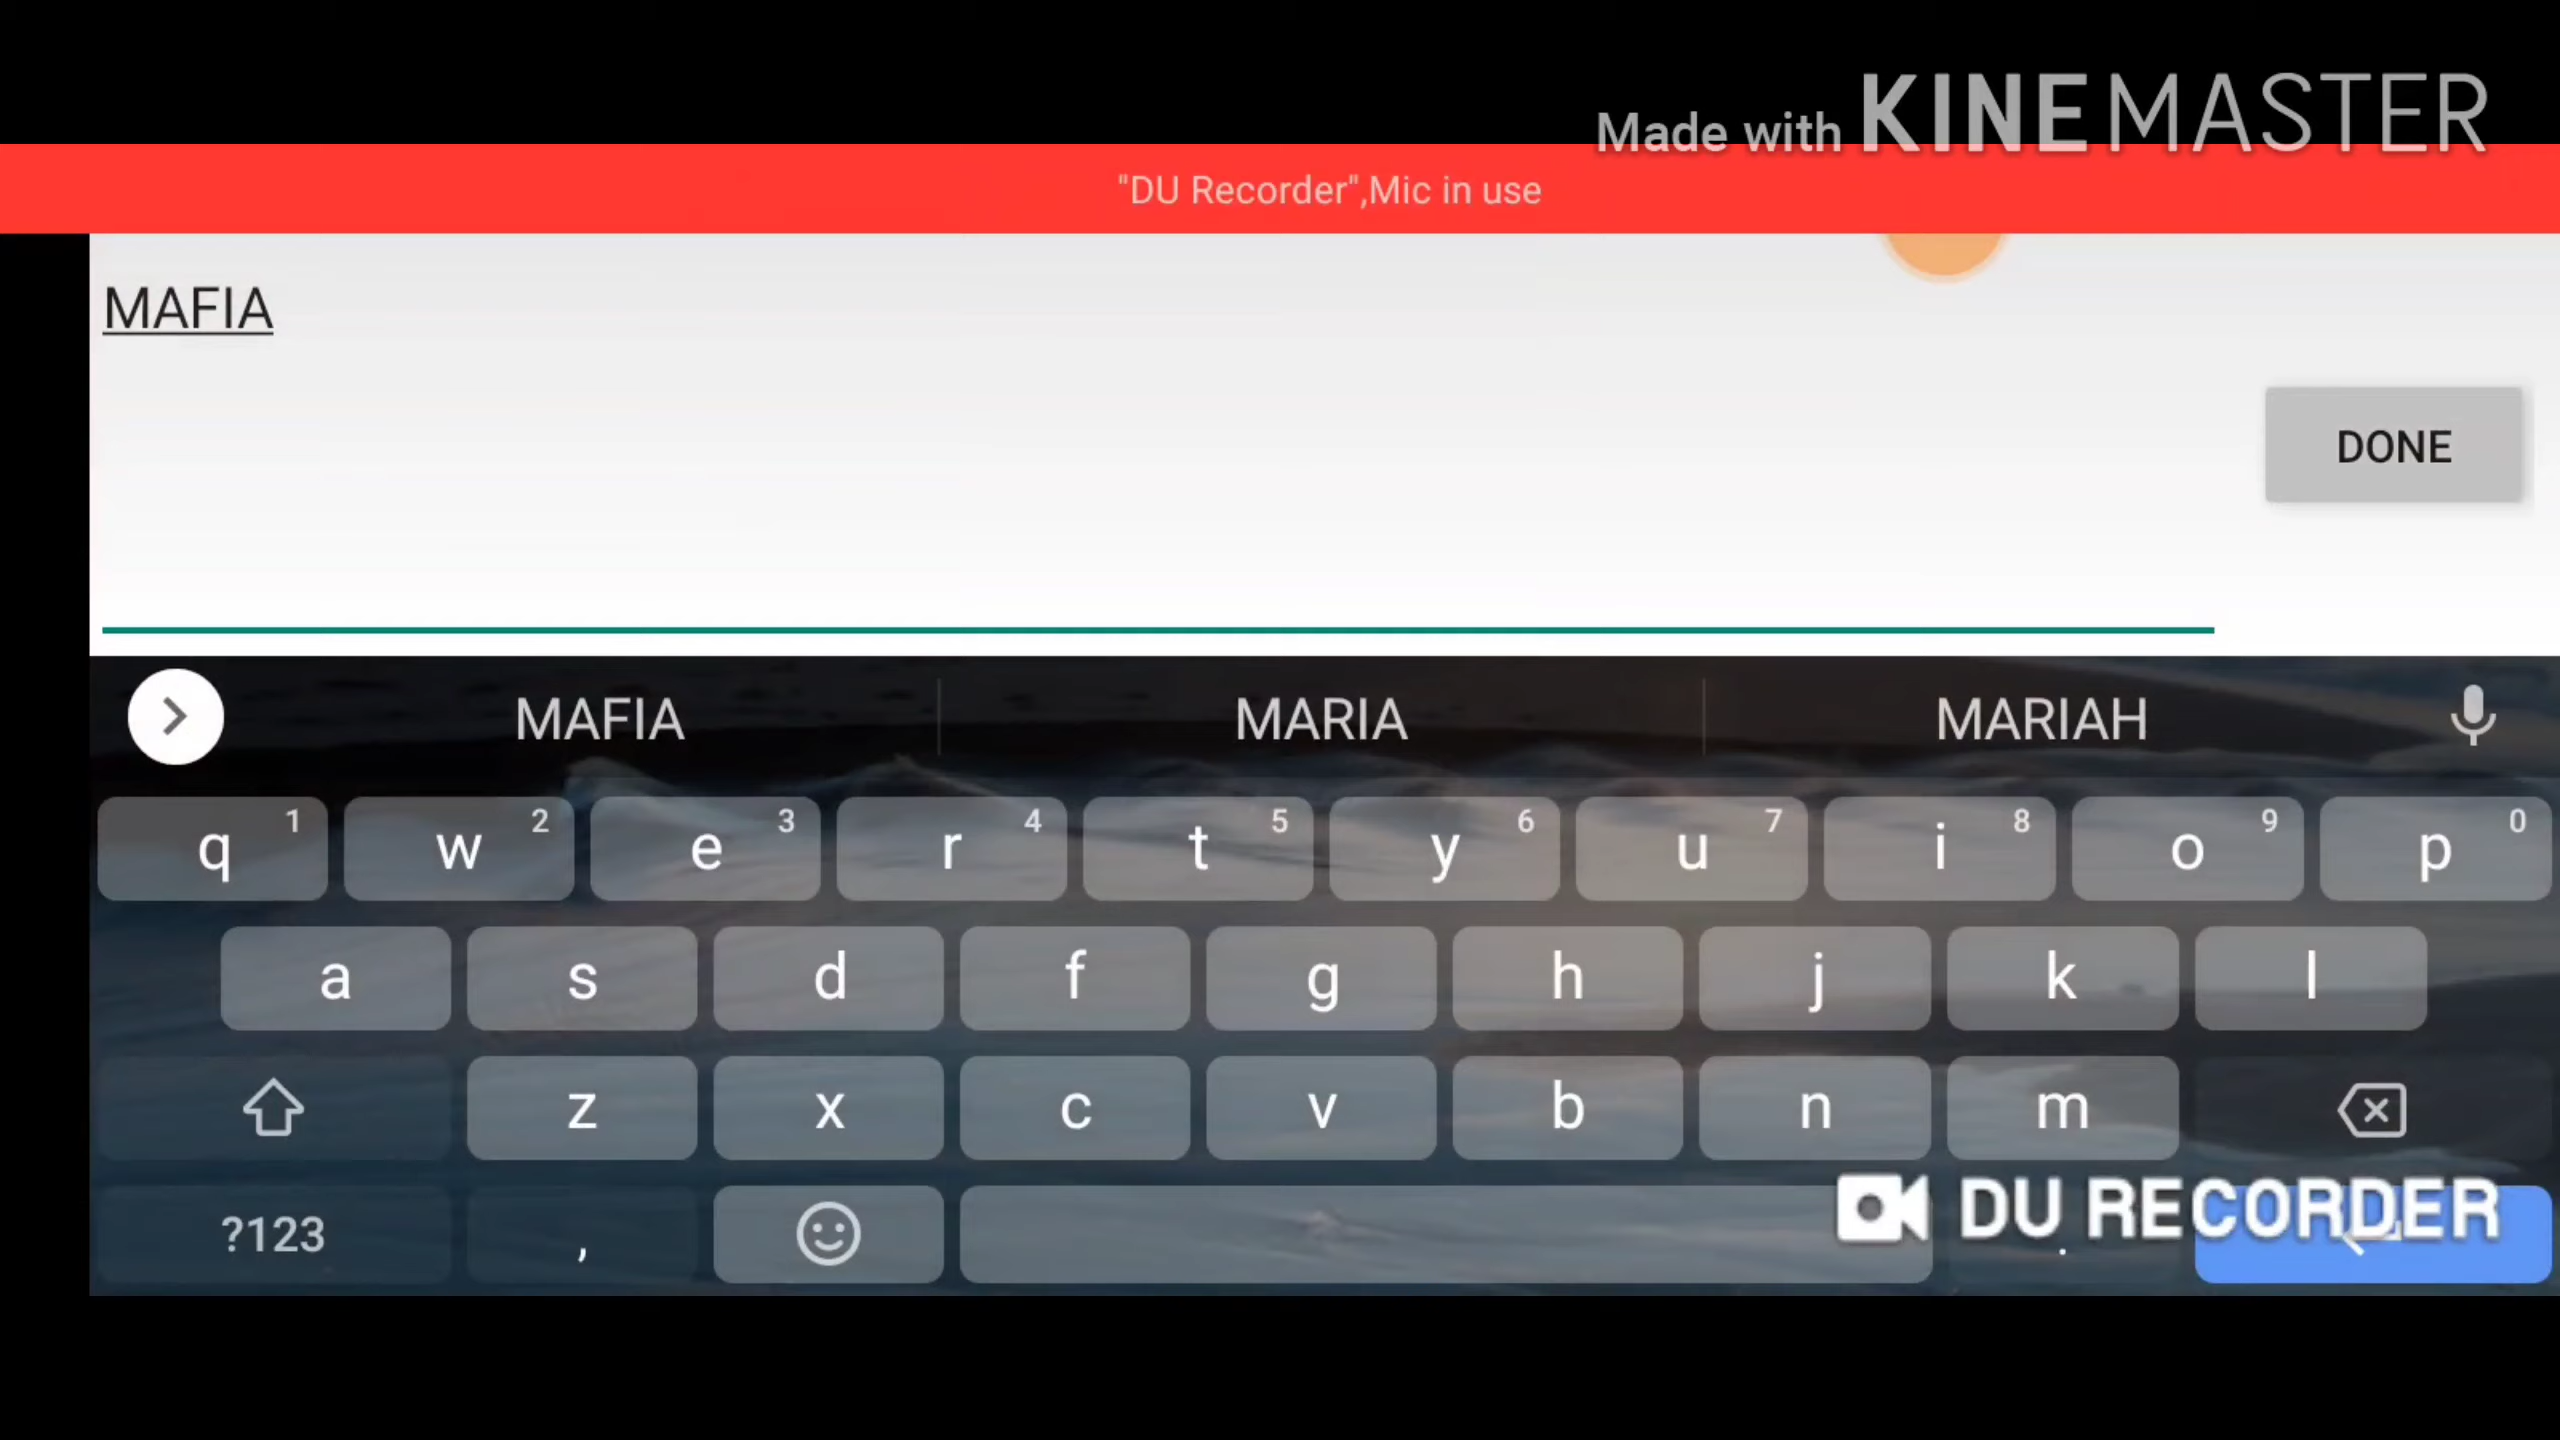 Made with KINEMASTER
"DU Recorder",Mic in use
MAFIA
DONE
MAFIA MARIA MARIAH
q 1 w 2 e 3 r 4 t 5 y 6 u 7 i 8 o 9 p 0
a s d f g h j k l
z x c v b n m
DU RECORDER
?123 , .